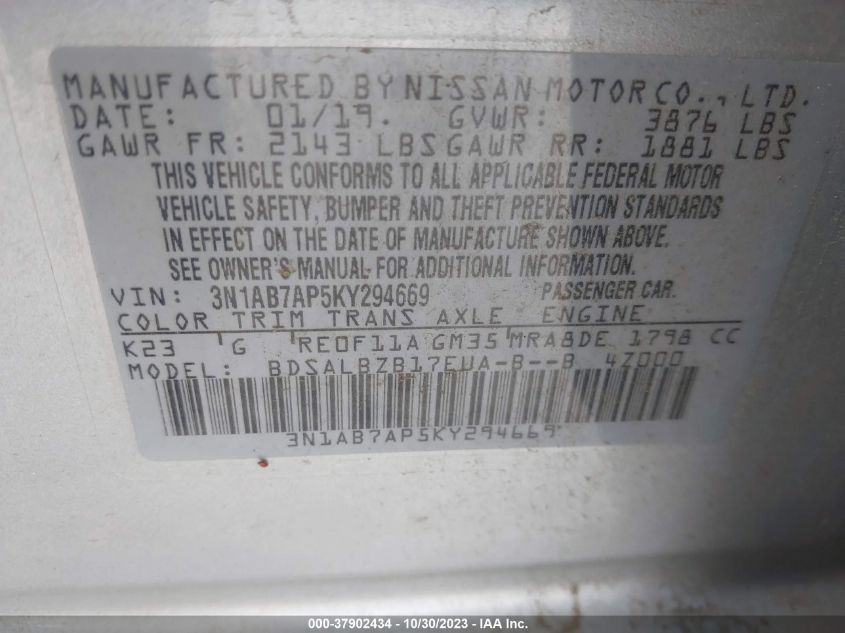 MANUFACTURED BY NISSAN MOTOR CO., LTD.
DATE: 01/19. GVWR: 3876 LBS
GAWR FR: 2143 LBS GAWR RR: 1881 LBS
THIS VEHICLE CONFORMS TO ALL APPLICABLE FEDERAL MOTOR
VEHICLE SAFETY, BUMPER AND THEFT PREVENTION STANDARDS
IN EFFECT ON THE DATE OF MANUFACTURE SHOWN ABOVE.
SEE OWNER'S MANUAL FOR ADDITIONAL INFORMATION.
VIN: 3N1AB7AP5KY294669 PASSENGER CAR.
COLOR TRIM TRANS AXLE ENGINE
K23 G RE0F11A GM35 MRA8DE 1798 CC
MODEL: BDSALBZB17EUA-B--B 4Z000
3N1AB7AP5KY294669
000-37902434 | 10/30/2023 - Copyright © 2023 IAA, Inc.